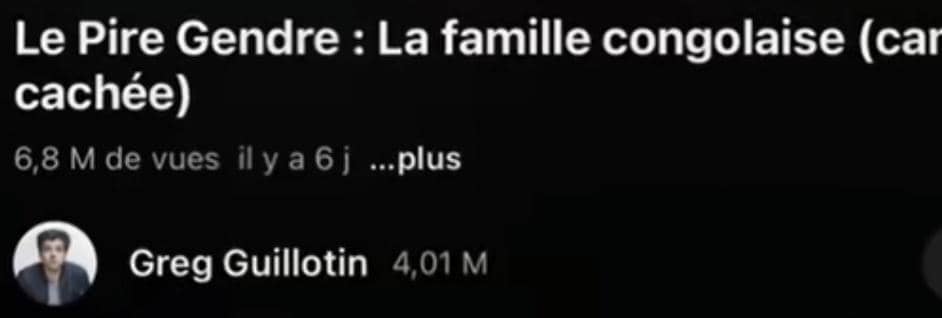 Le Pire Gendre : La famille congolaise (car
cachée)
6,8 M de vues il y a 6 j ...plus
Greg Guillotin 4,01 M